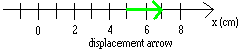 x (cm)
0 2 4 6 8
displacement arrow